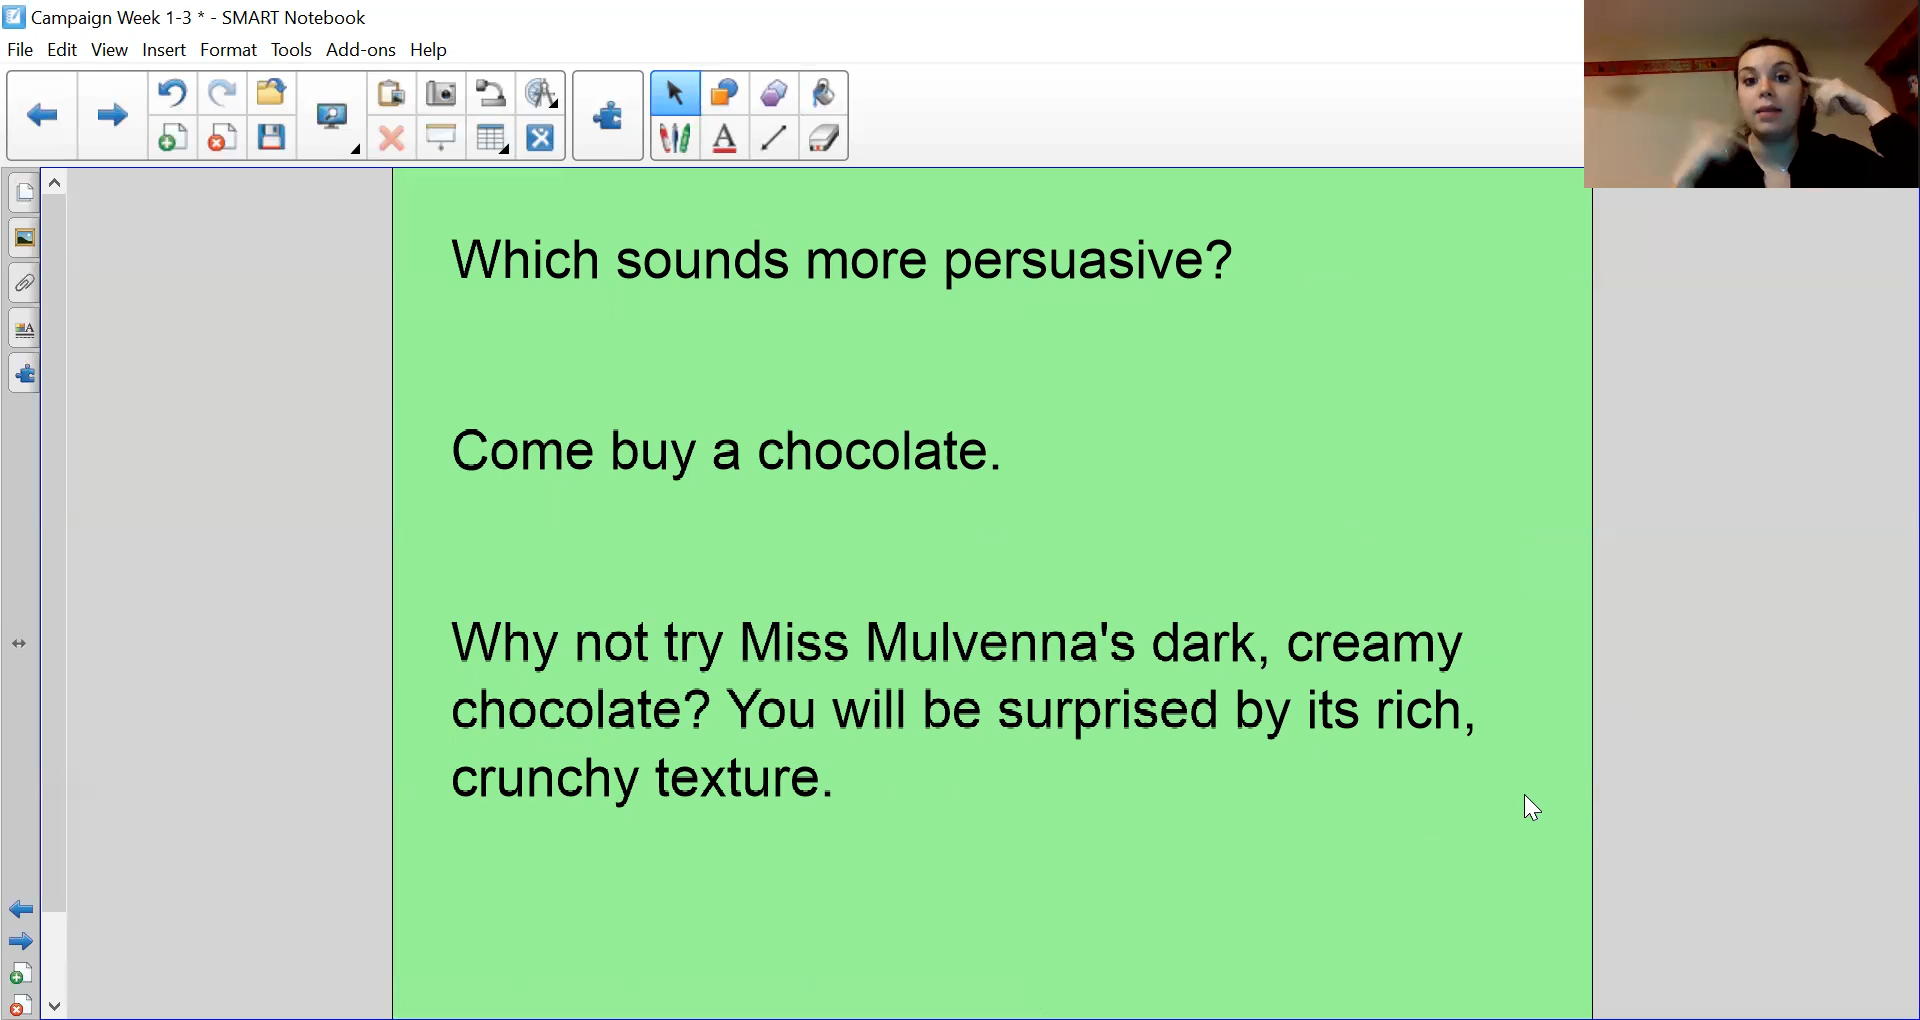 Campaign Week 1-3 * - SMART Notebook
File Edit View Insert Format Tools Add-ons Help
Which sounds more persuasive?
Come buy a chocolate.
Why not try Miss Mulvenna's dark, creamy
chocolate? You will be surprised by its rich,
crunchy texture.